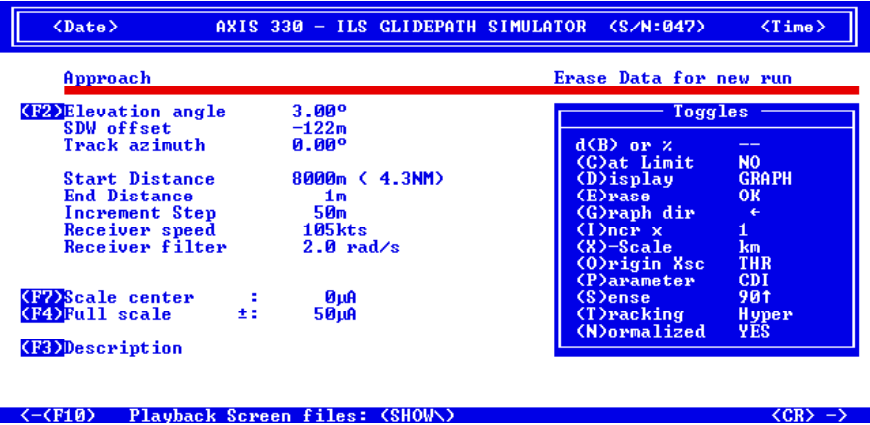 <Date> AXIS 330 – ILS GLIDEPATH SIMULATOR (S/N:047) <Time>
Approach Erase Data for new run
(F2) Elevation angle 3.00º
SDW offset -122m
Track azimuth 0.00º
Start Distance 8000m ( 4.3NM)
End Distance 1m
Increment Step 50m
Receiver speed 105kts
Receiver filter 2.0 rad/s
(F7) Scale center : 0µA
(F4) Full scale ±: 50µA
(F3) Description
Toggles
d(B) or % --
(C)at Limit NO
(D)isplay GRAPH
(E)rase OK
(G)raph dir ←
(I)ncr x 1
(X)-Scale km
(O)rigin Xsc THR
(P)arameter CDI
(S)ense 90↑
(T)racking Hyper
(N)ormalized YES
<-(F10) Playback Screen files: (SHOW\) <CR> ->